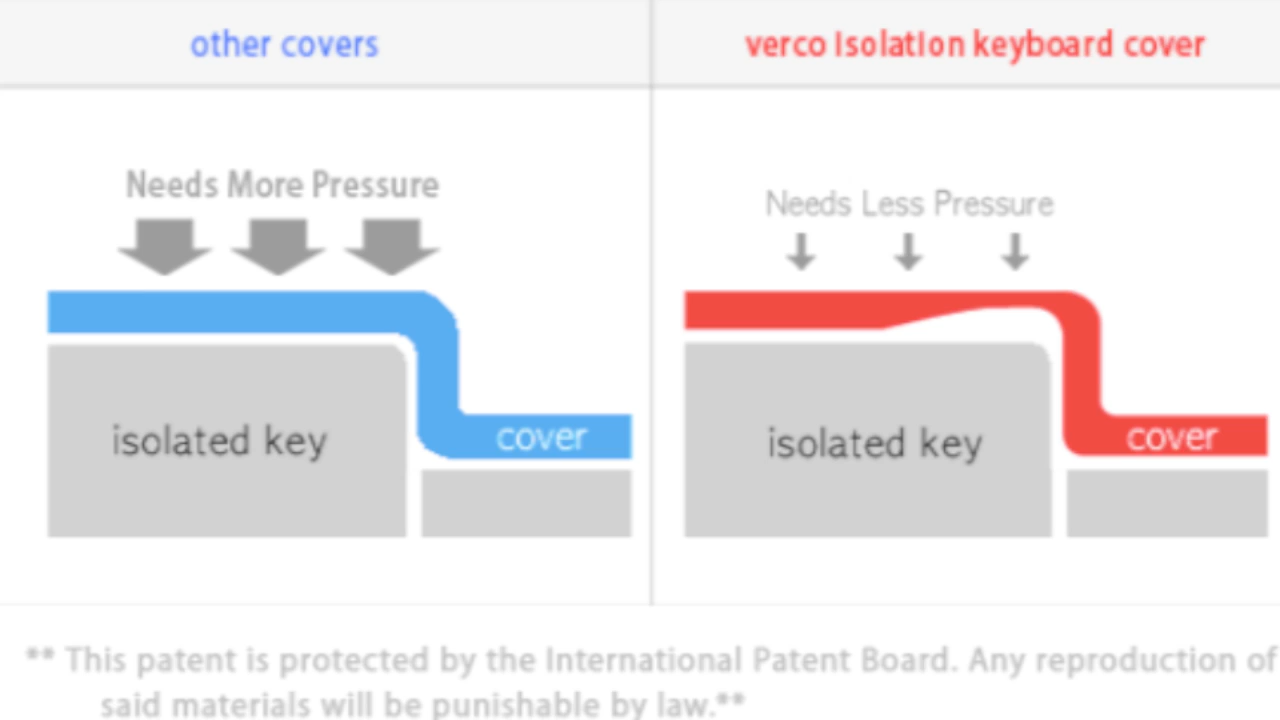 other covers
verco IsolatIon keyboard cover
Needs More Pressure
Needs Less Pressure
isolated key
cover
isolated key
cover
** This patent is protected by the International Patent Board. Any reproduction of
said materials will be punishable by law.**